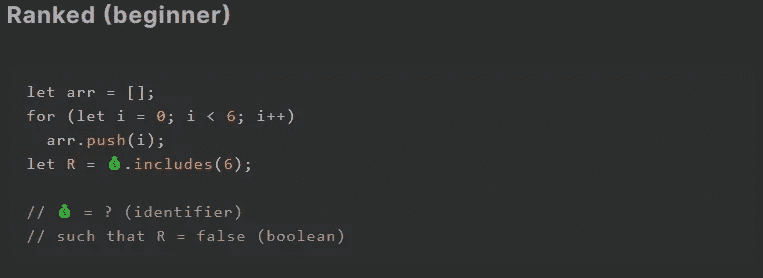 Ranked (beginner)
let arr = [];
for (let i = 0; i < 6; i++)
arr.push(i);
let R = 💰.includes(6);
// 💰 = ? (identifier)
// such that R = false (boolean)